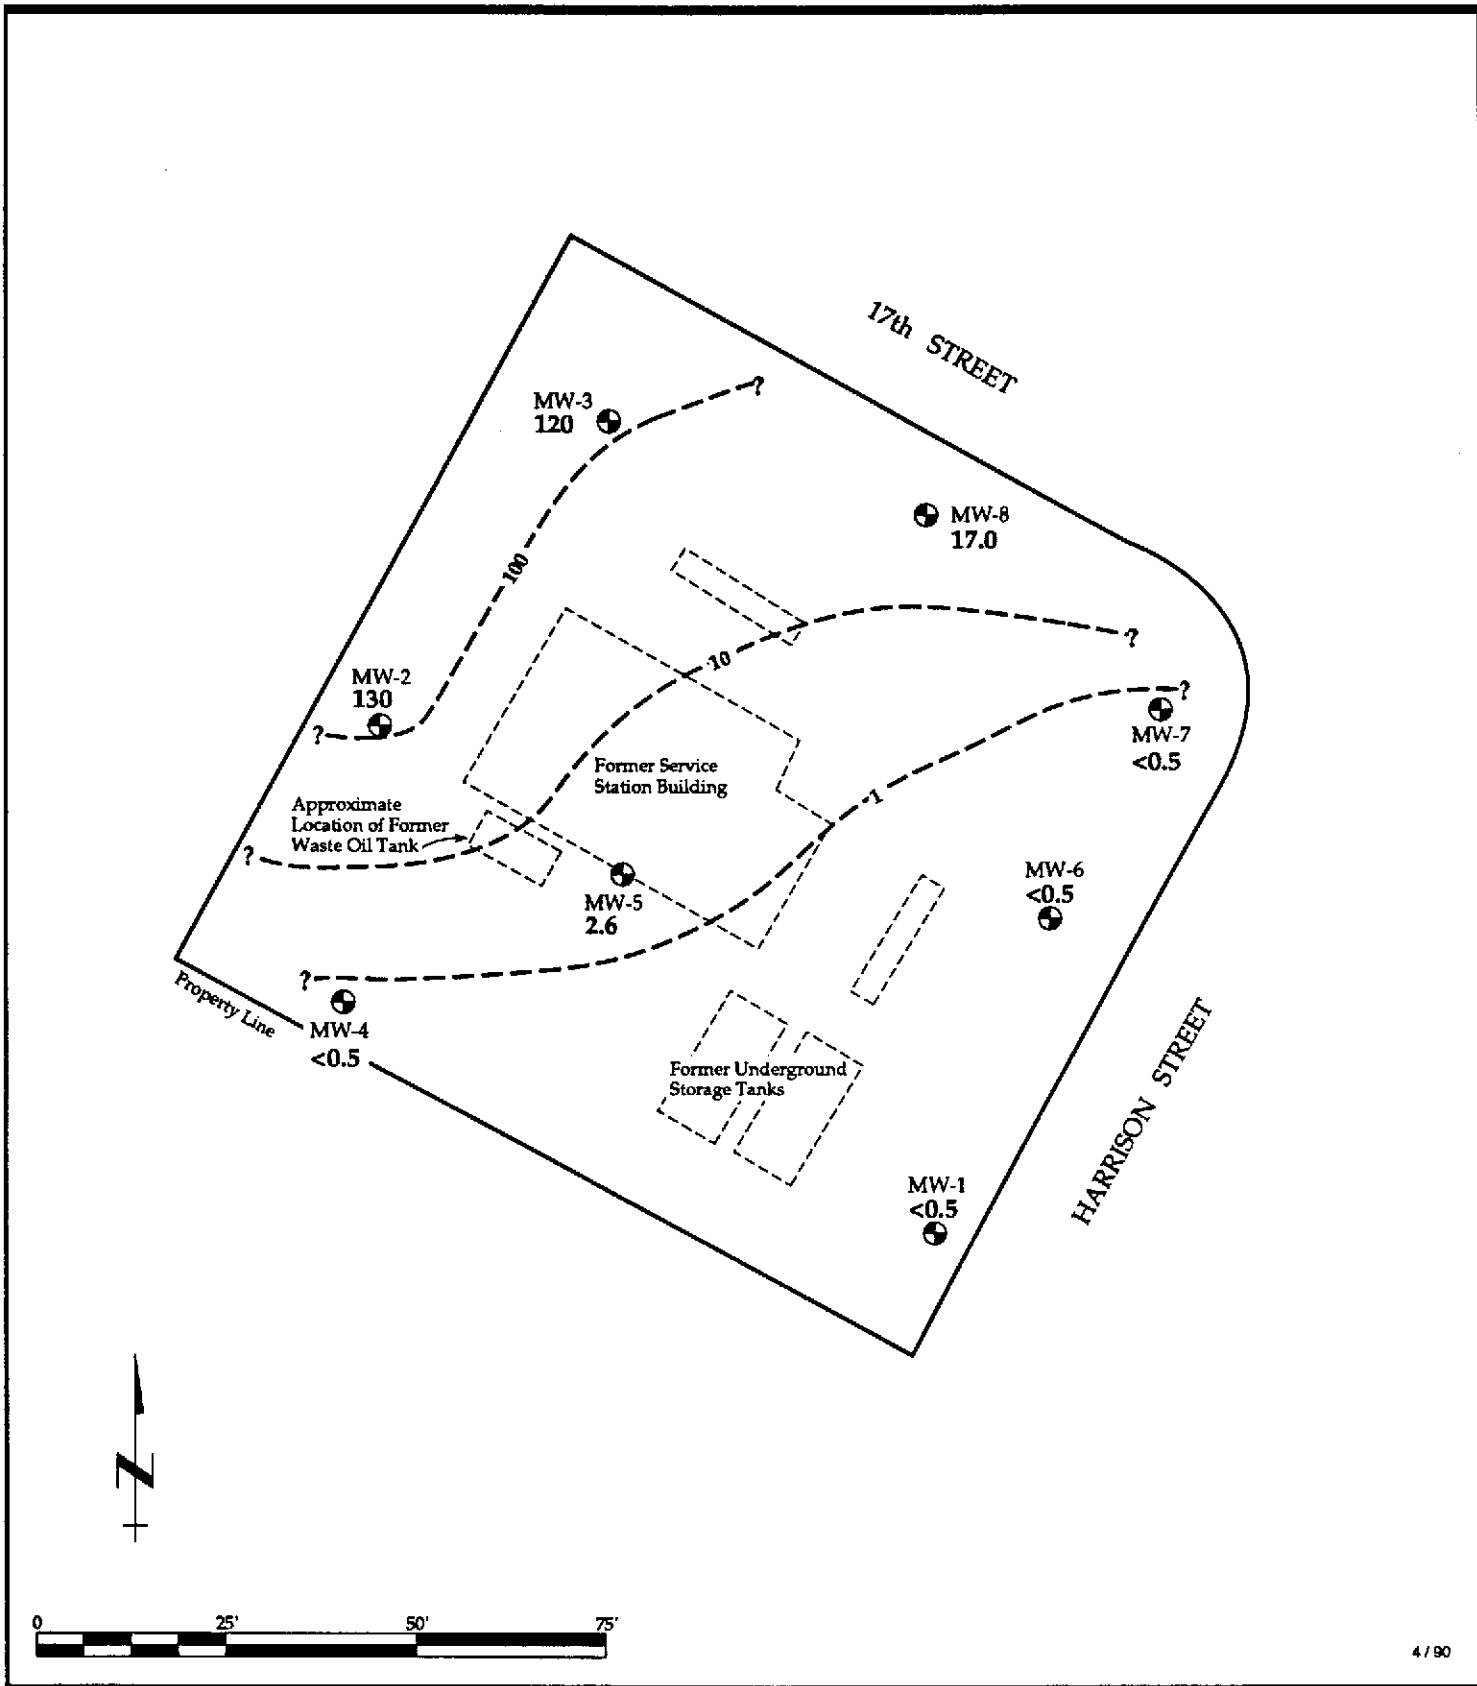 17th STREET
MW-3
120
?
MW-8
17.0
100
?
10
MW-2
130
?
?
MW-7
<0.5
Former Service
Station Building
1
Approximate
Location of Former
Waste Oil Tank
?
MW-6
<0.5
MW-5
2.6
?
Property Line
MW-4
<0.5
Former Underground
Storage Tanks
HARRISON STREET
MW-1
<0.5
N
0 25' 50' 75'
4 / 90